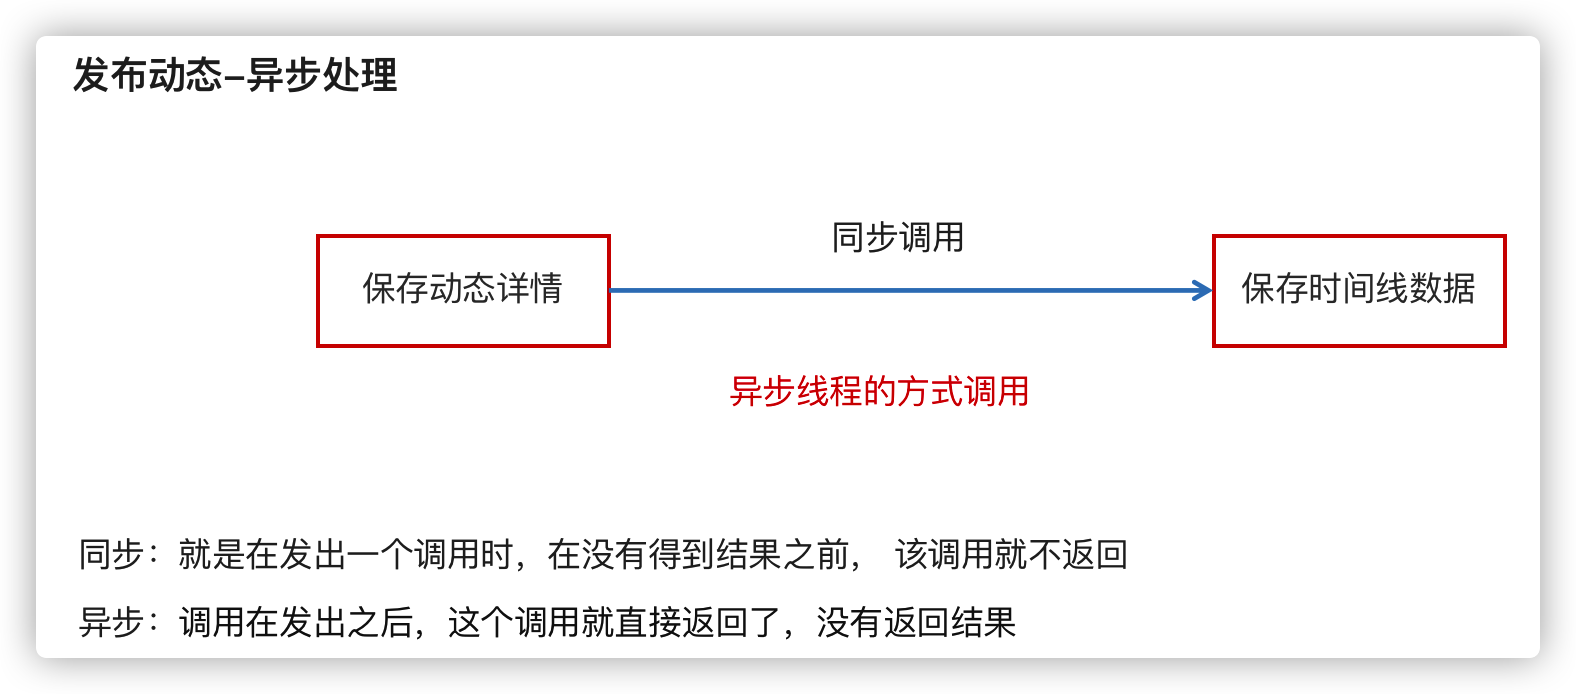 发布动态-异步处理
同步调用
保存动态详情
保存时间线数据
异步线程的方式调用
同步：就是在发出一个调用时，在没有得到结果之前， 该调用就不返回
异步：调用在发出之后，这个调用就直接返回了，没有返回结果